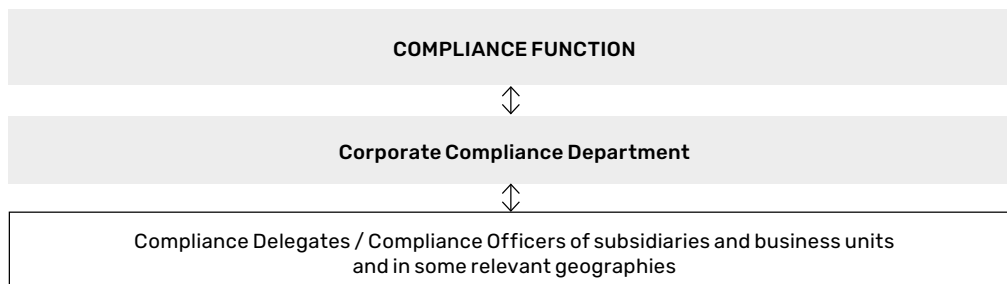 COMPLIANCE FUNCTION
Corporate Compliance Department
Compliance Delegates / Compliance Officers of subsidiaries and business units
and in some relevant geographies